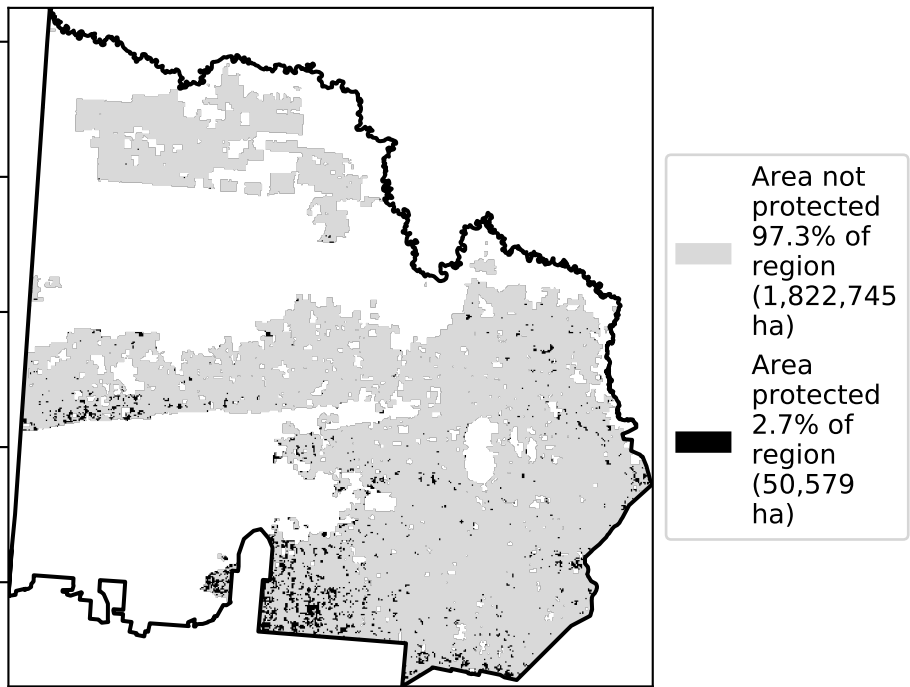 Area not
protected
97.3% of
region
(1,822,745
ha)
Area
protected
2.7% of
region
(50,579
ha)